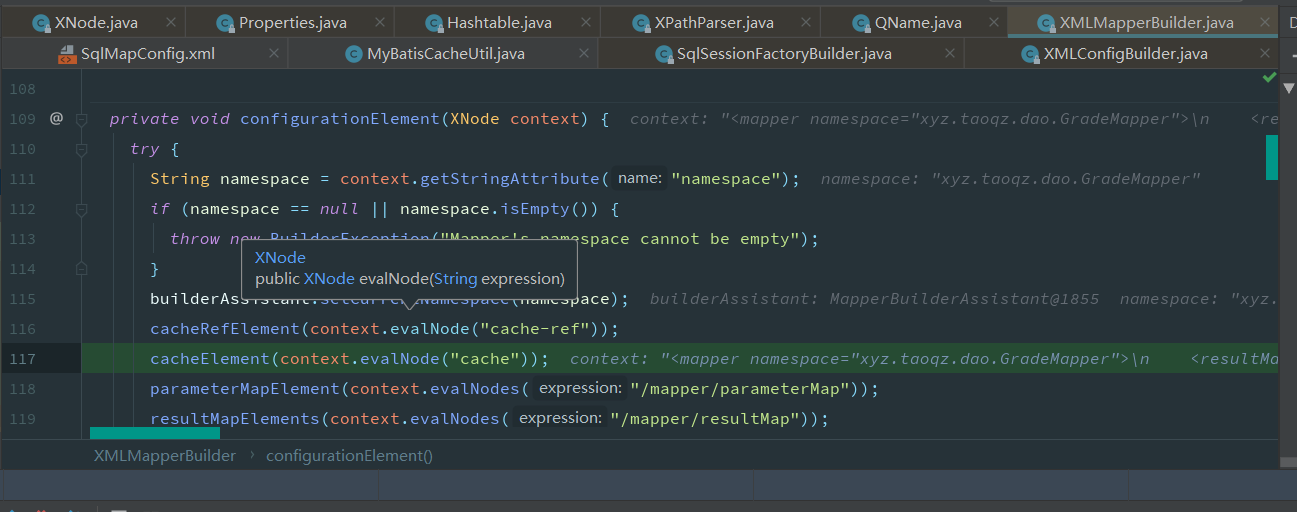 XNode.java Properties.java Hashtable.java XPathParser.java QName.java XMLMapperBuilder.java D
SqlMapConfig.xml MyBatisCacheUtil.java SqlSessionFactoryBuilder.java XMLConfigBuilder.java
108
109 @ private void configurationElement(XNode context) { context: "<mapper namespace="xyz.taoqz.dao.GradeMapper">\n <re
110 try {
111 String namespace = context.getStringAttribute( name: "namespace"); namespace: "xyz.taoqz.dao.GradeMapper"
112 if (namespace == null || namespace.isEmpty()) {
113 throw new BuilderException("Mapper's namespace cannot be empty");
XNode
114 }
public XNode evalNode(String expression)
115 builderAssistant.setCurrentNamespace(namespace); builderAssistant: MapperBuilderAssistant@1855 namespace: "xyz.
116 cacheRefElement(context.evalNode("cache-ref"));
117 cacheElement(context.evalNode("cache")); context: "<mapper namespace="xyz.taoqz.dao.GradeMapper">\n <resultMa
118 parameterMapElement(context.evalNodes( expression: "/mapper/parameterMap"));
119 resultMapElements(context.evalNodes( expression: "/mapper/resultMap"));
XMLMapperBuilder › configurationElement()